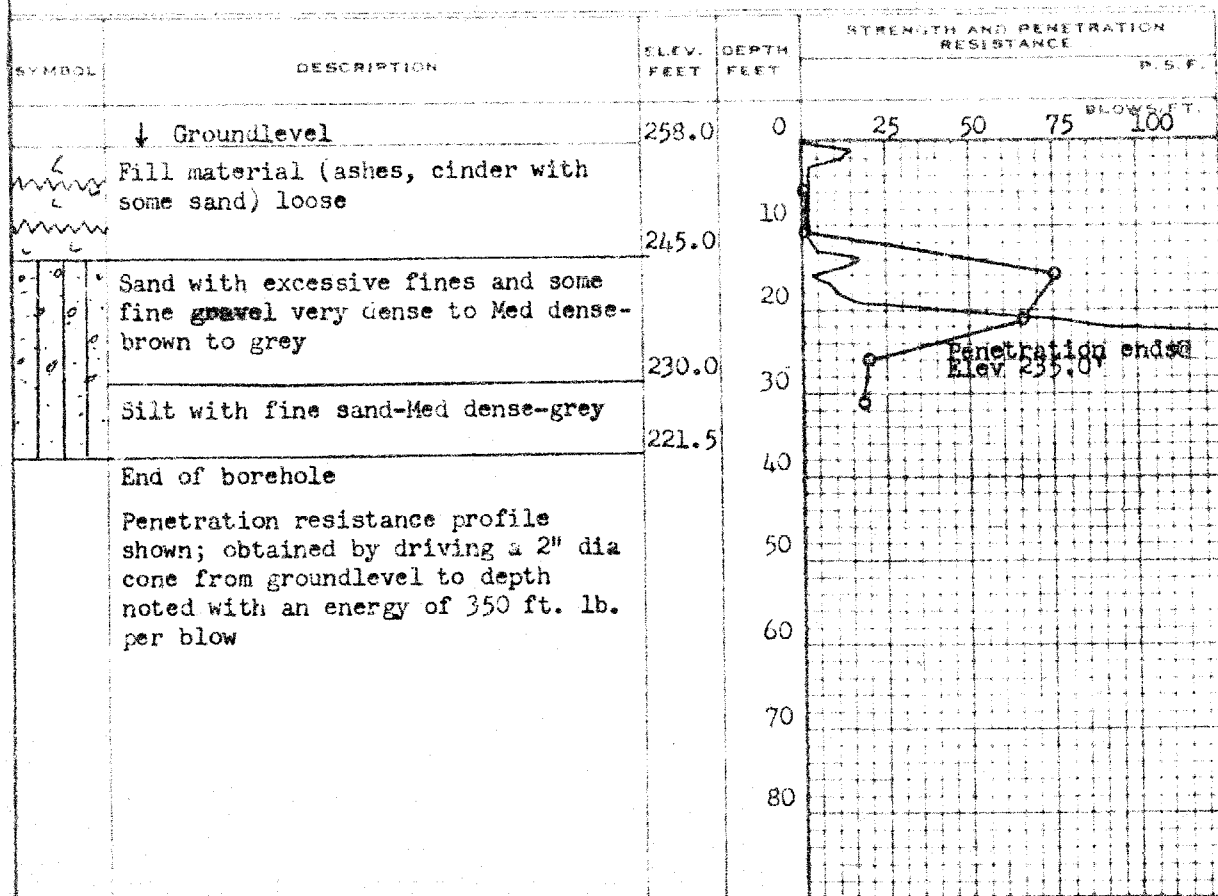 SYMBOL
DESCRIPTION
ELEV. FEET
DEPTH FEET
STRENGTH AND PENETRATION RESISTANCE
P.S.F.
BLOWS/FT.
↓ Groundlevel
258.0
0
25 50 75 100
Fill material (ashes, cinder with
some sand) loose
10
245.0
Sand with excessive fines and some
fine gravel very dense to Med dense-
brown to grey
20
230.0
Penetration ends@
Elev 235.0'
30
Silt with fine sand-Med dense-grey
221.5
40
End of borehole
Penetration resistance profile
shown; obtained by driving a 2" dia
cone from groundlevel to depth
noted with an energy of 350 ft. lb.
per blow
50
60
70
80